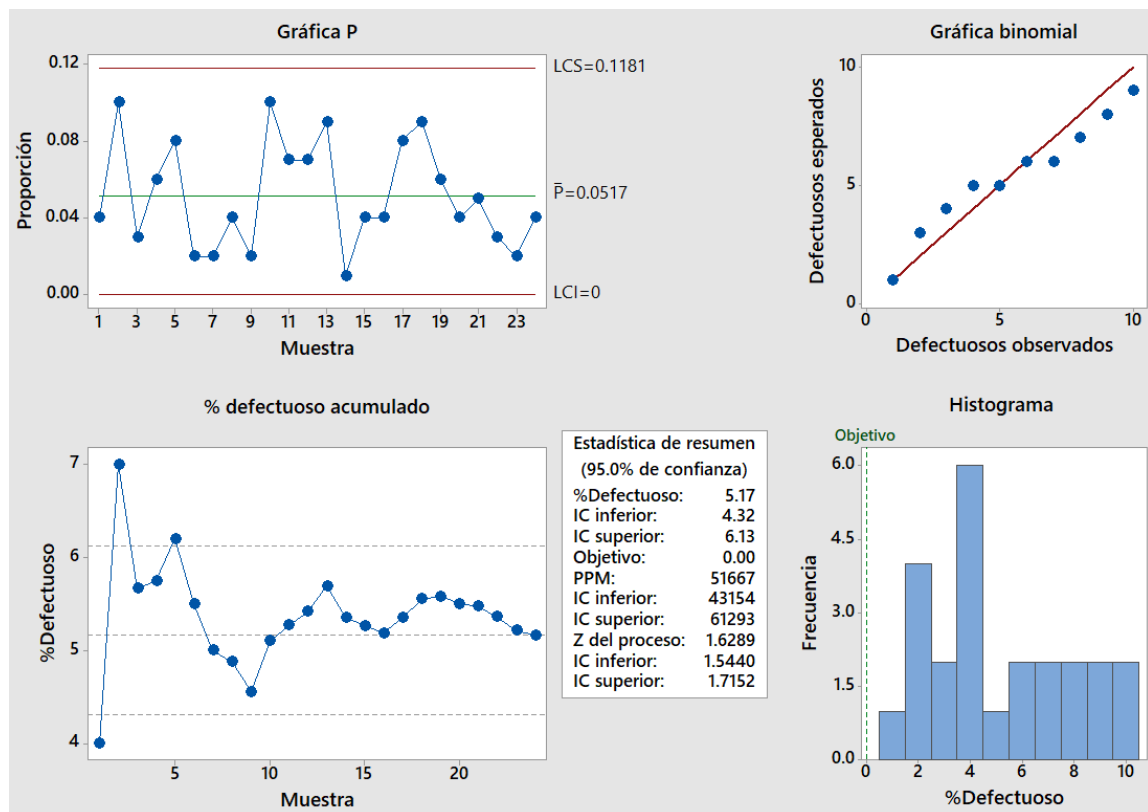 Gráfica P
0.12
0.08
0.04
0.00
Proporción
LCS=0.1181
P̅=0.0517
LCI=0
1 3 5 7 9 11 13 15 17 19 21 23
Muestra
Gráfica binomial
10
5
0
Defectuosos esperados
0 5 10
Defectuosos observados
% defectuoso acumulado
7
6
5
4
%Defectuoso
5 10 15 20
Muestra
Estadística de resumen
(95.0% de confianza)
%Defectuoso: 5.17
IC inferior: 4.32
IC superior: 6.13
Objetivo: 0.00
PPM: 51667
IC inferior: 43154
IC superior: 61293
Z del proceso: 1.6289
IC inferior: 1.5440
IC superior: 1.7152
Histograma
Objetivo
6.0
4.5
3.0
1.5
0.0
Frecuencia
0 2 4 6 8 10
%Defectuoso